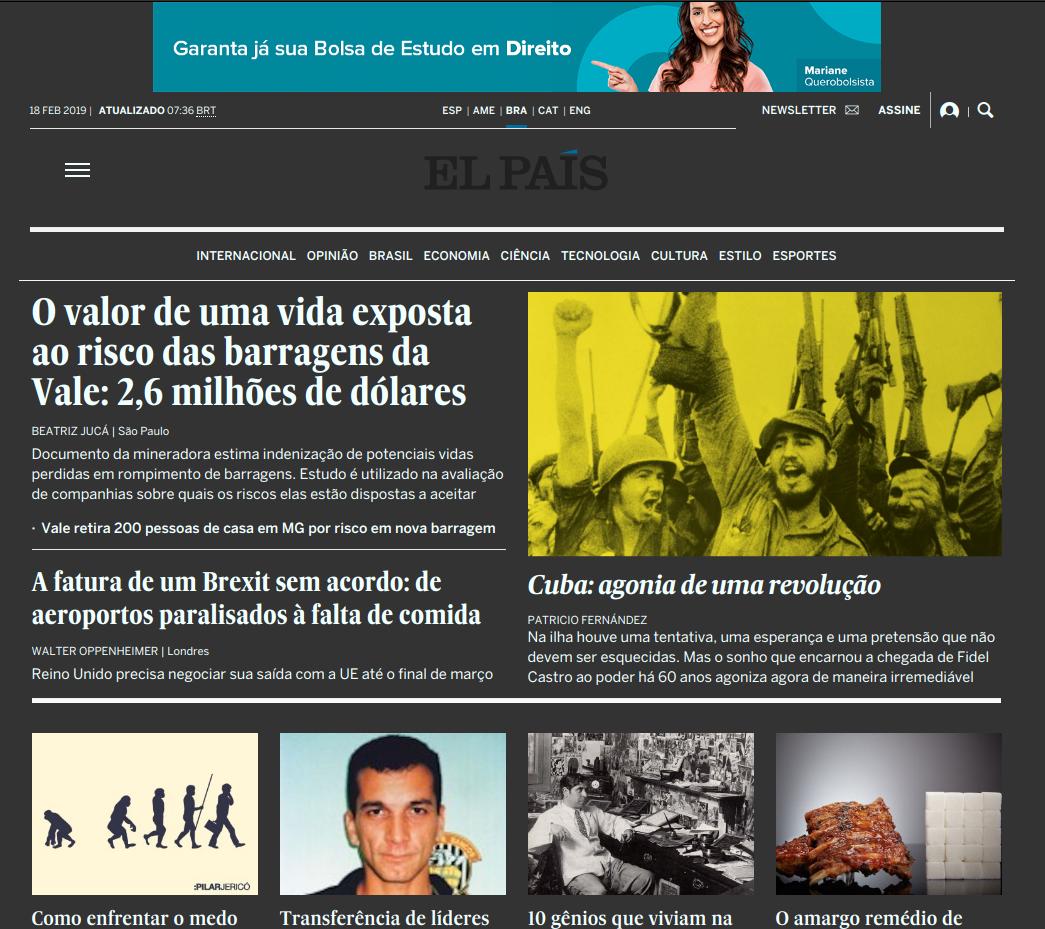 Garanta já sua Bolsa de Estudo em Direito
Mariane
Querobolsista
18 FEB 2019 | ATUALIZADO 07:36 BRT
ESP | AME | BRA | CAT | ENG
NEWSLETTER
ASSINE
EL PAÍS
INTERNACIONAL OPINIÃO BRASIL ECONOMIA CIÊNCIA TECNOLOGIA CULTURA ESTILO ESPORTES
O valor de uma vida exposta
ao risco das barragens da
Vale: 2,6 milhões de dólares
BEATRIZ JUCÁ | São Paulo
Documento da mineradora estima indenização de potenciais vidas
perdidas em rompimento de barragens. Estudo é utilizado na avaliação
de companhias sobre quais os riscos elas estão dispostas a aceitar
· Vale retira 200 pessoas de casa em MG por risco em nova barragem
A fatura de um Brexit sem acordo: de
aeroportos paralisados à falta de comida
WALTER OPPENHEIMER | Londres
Reino Unido precisa negociar sua saída com a UE até o final de março
Cuba: agonia de uma revolução
PATRICIO FERNÁNDEZ
Na ilha houve uma tentativa, uma esperança e uma pretensão que não
devem ser esquecidas. Mas o sonho que encarnou a chegada de Fidel
Castro ao poder há 60 anos agoniza agora de maneira irremediável
:PILARJERICÓ
Como enfrentar o medo
Transferência de líderes
10 gênios que viviam na
O amargo remédio de